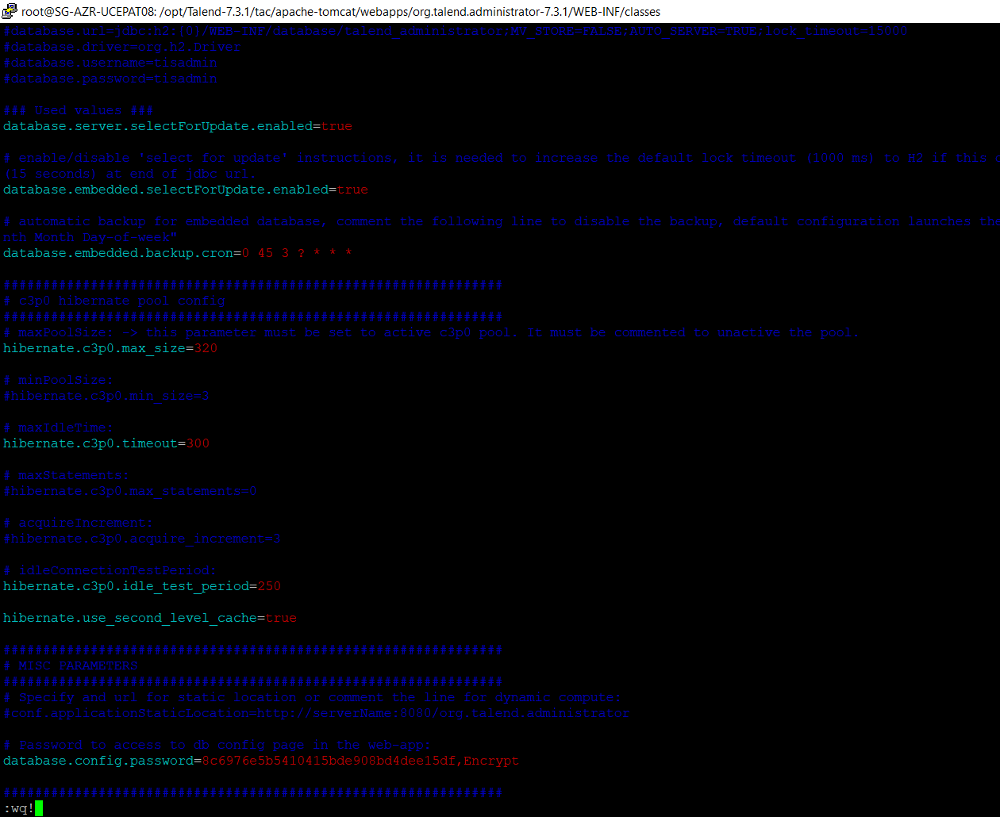 root@SG-AZR-UCEPAT08: /opt/Talend-7.3.1/tac/apache-tomcat/webapps/org.talend.administrator-7.3.1/WEB-INF/classes
#database.url=jdbc:h2:{0}/WEB-INF/database/talend_administrator;MV_STORE=FALSE;AUTO_SERVER=TRUE;lock_timeout=15000
#database.driver=org.h2.Driver
#database.username=tisadmin
#database.password=tisadmin
### Used values ###
database.server.selectForUpdate.enabled=true
# enable/disable 'select for update' instructions, it is needed to increase the default lock timeout (1000 ms) to H2 if this
(15 seconds) at end of jdbc url.
database.embedded.selectForUpdate.enabled=true
# automatic backup for embedded database, comment the following line to disable the backup, default configuration launches the
nth Month Day-of-week"
database.embedded.backup.cron=0 45 3 ? * * *
###############################################################
# c3p0 hibernate pool config
###############################################################
# maxPoolSize: -> this parameter must be set to active c3p0 pool. It must be commented to unactive the pool.
hibernate.c3p0.max_size=320
# minPoolSize:
#hibernate.c3p0.min_size=3
# maxIdleTime:
hibernate.c3p0.timeout=300
# maxStatements:
#hibernate.c3p0.max_statements=0
# acquireIncrement:
#hibernate.c3p0.acquire_increment=3
# idleConnectionTestPeriod:
hibernate.c3p0.idle_test_period=250
hibernate.use_second_level_cache=true
###############################################################
# MISC PARAMETERS
###############################################################
# Specify and url for static location or comment the line for dynamic compute:
#conf.applicationStaticLocation=http://serverName:8080/org.talend.administrator
# Password to access to db config page in the web-app:
database.config.password=8c6976e5b5410415bde908bd4dee15df,Encrypt
###############################################################
:wq!